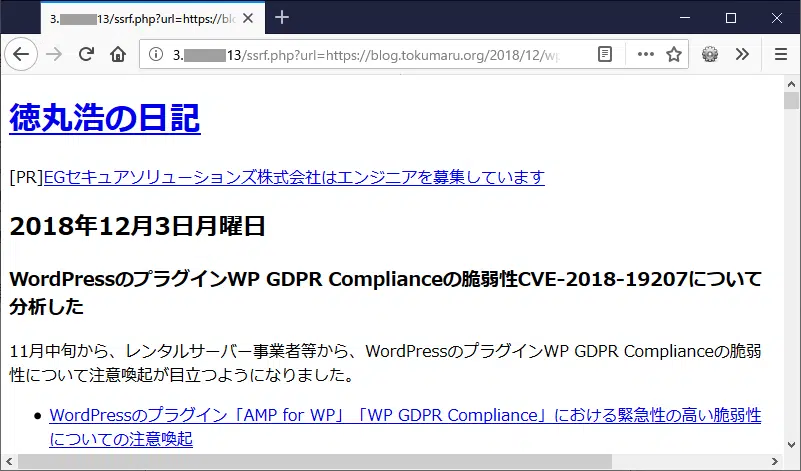 3. 13/ssrf.php?url=https://blo
3. 13/ssrf.php?url=https://blog.tokumaru.org/2018/12/wp
徳丸浩の日記
[PR]EGセキュアソリューションズ株式会社はエンジニアを募集しています
2018年12月3日月曜日
WordPressのプラグインWP GDPR Complianceの脆弱性CVE-2018-19207について
分析した
11月中旬から、レンタルサーバー事業者等から、WordPressのプラグインWP GDPR Complianceの脆弱
性について注意喚起が目立つようになりました。
• WordPressのプラグイン「AMP for WP」「WP GDPR Compliance」における緊急性の高い脆弱性
についての注意喚起